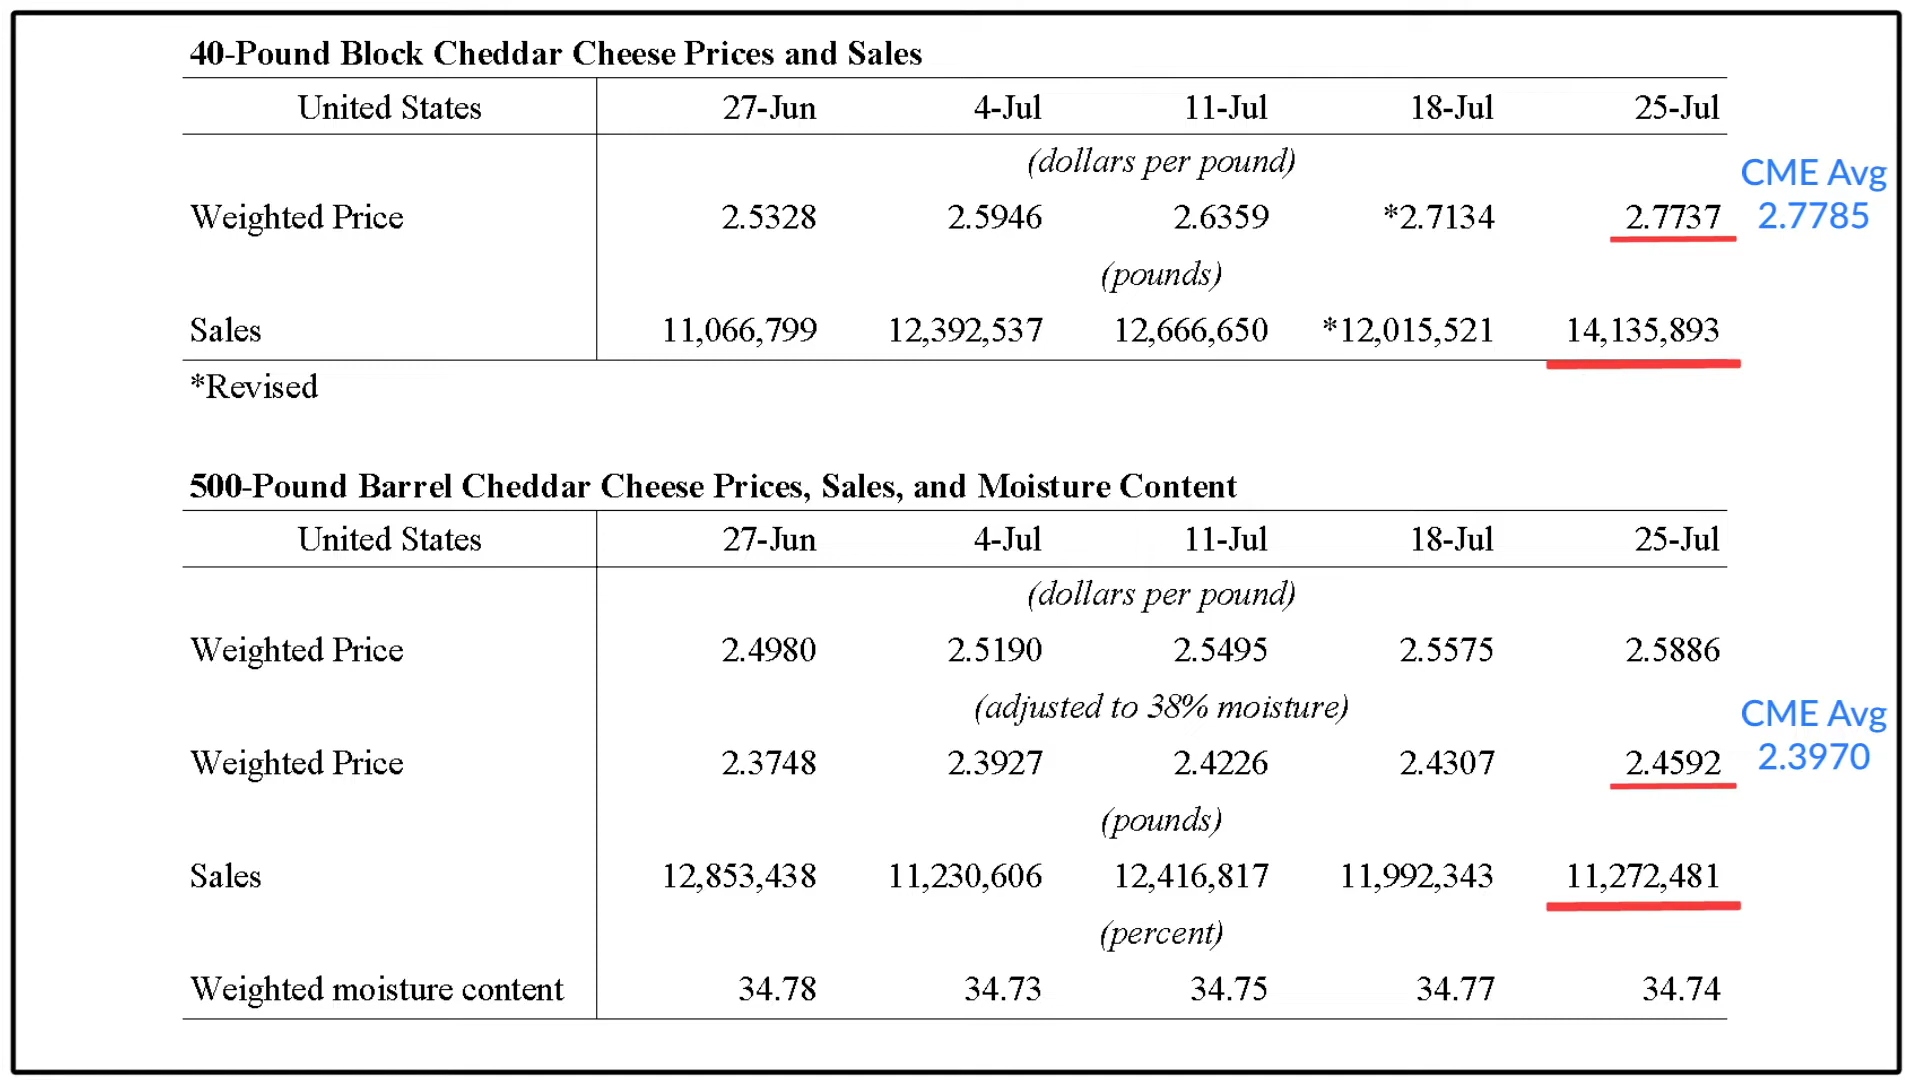 40-Pound Block Cheddar Cheese Prices and Sales
United States 27-Jun 4-Jul 11-Jul 18-Jul 25-Jul
(dollars per pound)
CME Avg
Weighted Price 2.5328 2.5946 2.6359 *2.7134 2.7737 2.7785
(pounds)
Sales 11,066,799 12,392,537 12,666,650 *12,015,521 14,135,893
*Revised
500-Pound Barrel Cheddar Cheese Prices, Sales, and Moisture Content
United States 27-Jun 4-Jul 11-Jul 18-Jul 25-Jul
(dollars per pound)
Weighted Price 2.4980 2.5190 2.5495 2.5575 2.5886
(adjusted to 38% moisture)
CME Avg
Weighted Price 2.3748 2.3927 2.4226 2.4307 2.4592 2.3970
(pounds)
Sales 12,853,438 11,230,606 12,416,817 11,992,343 11,272,481
(percent)
Weighted moisture content 34.78 34.73 34.75 34.77 34.74